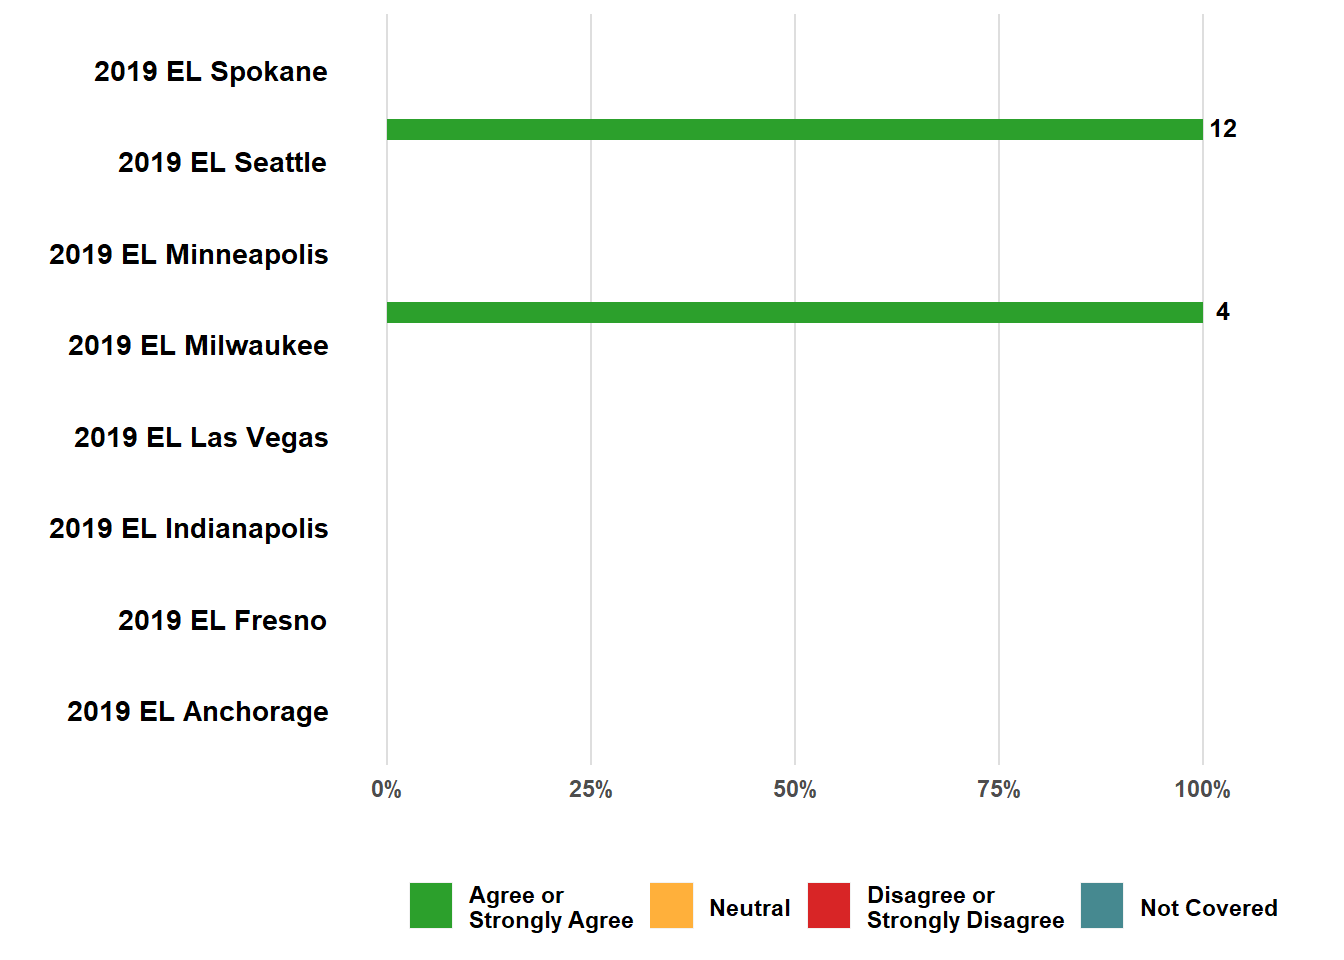 2019 EL Spokane
12
2019 EL Seattle
2019 EL Minneapolis
4
2019 EL Milwaukee
2019 EL Las Vegas
2019 EL Indianapolis
2019 EL Fresno
2019 EL Anchorage
0% 25% 50% 75% 100%
Agree or
Strongly Agree
Neutral
Disagree or
Strongly Disagree
Not Covered